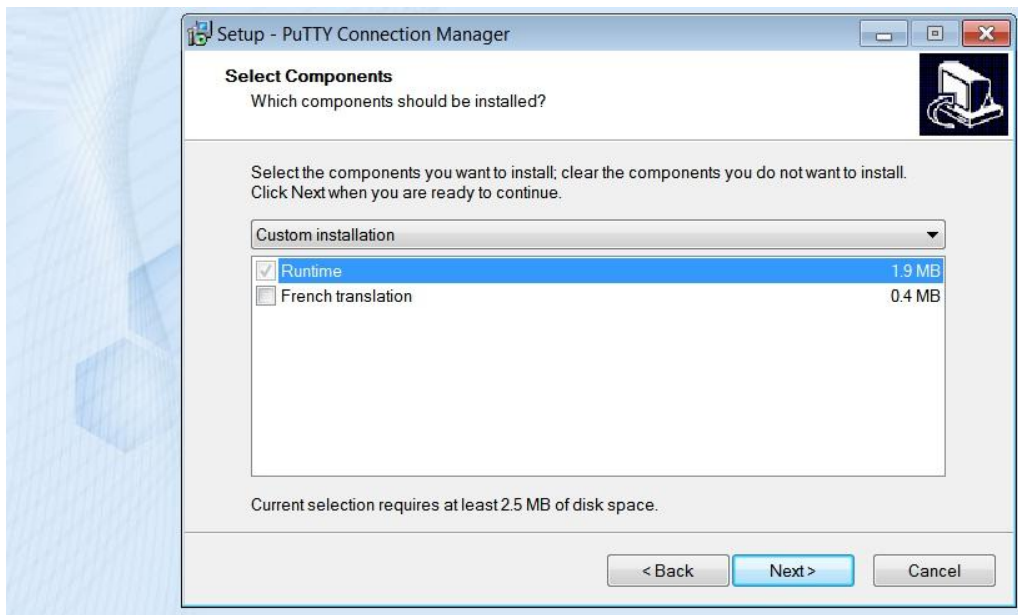 Setup - PuTTY Connection Manager
Select Components
Which components should be installed?
Select the components you want to install; clear the components you do not want to install.
Click Next when you are ready to continue.
Custom installation
Runtime 1.9 MB
French translation 0.4 MB
Current selection requires at least 2.5 MB of disk space.
< Back Next > Cancel